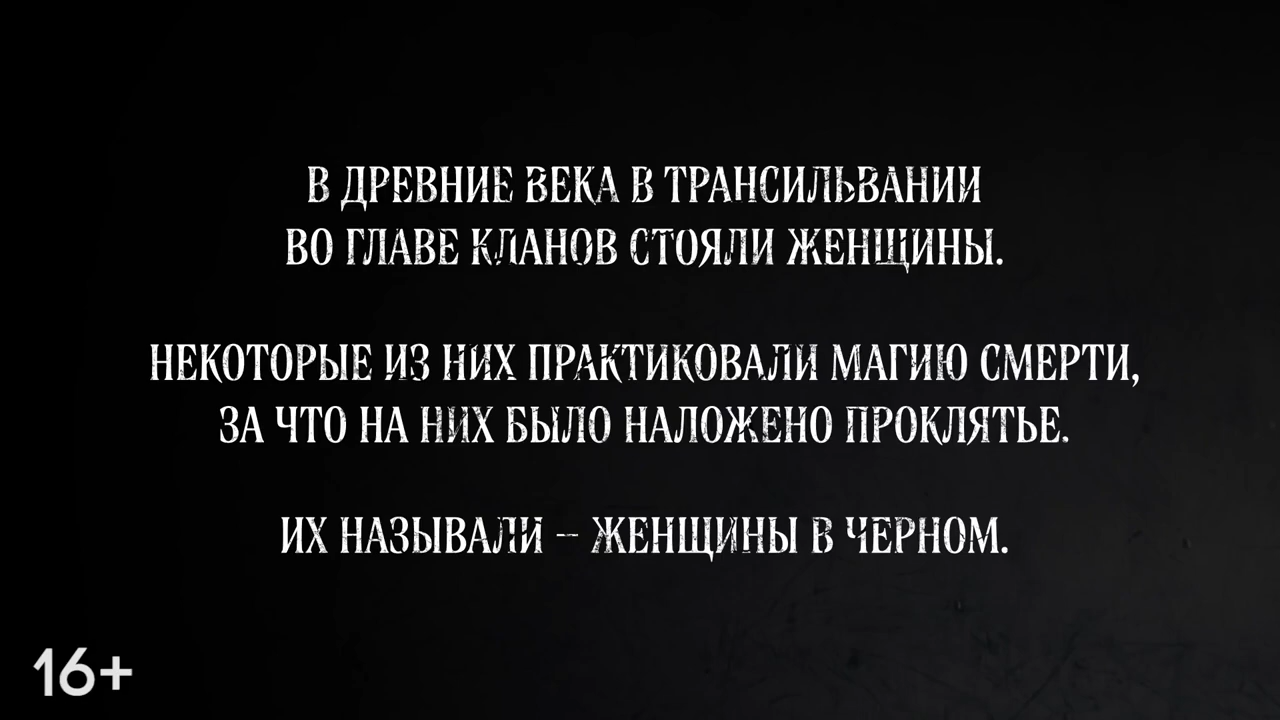 В ДРЕВНИЕ ВЕКА В ТРАНСИЛЬВАНИИ
ВО ГЛАВЕ КЛАНОВ СТОЯЛИ ЖЕНЩИНЫ.
НЕКОТОРЫЕ ИЗ НИХ ПРАКТИКОВАЛИ МАГИЮ СМЕРТИ,
ЗА ЧТО НА НИХ БЫЛО НАЛОЖЕНО ПРОКЛЯТЬЕ.
ИХ НАЗЫВАЛИ – ЖЕНЩИНЫ В ЧЕРНОМ.
16+